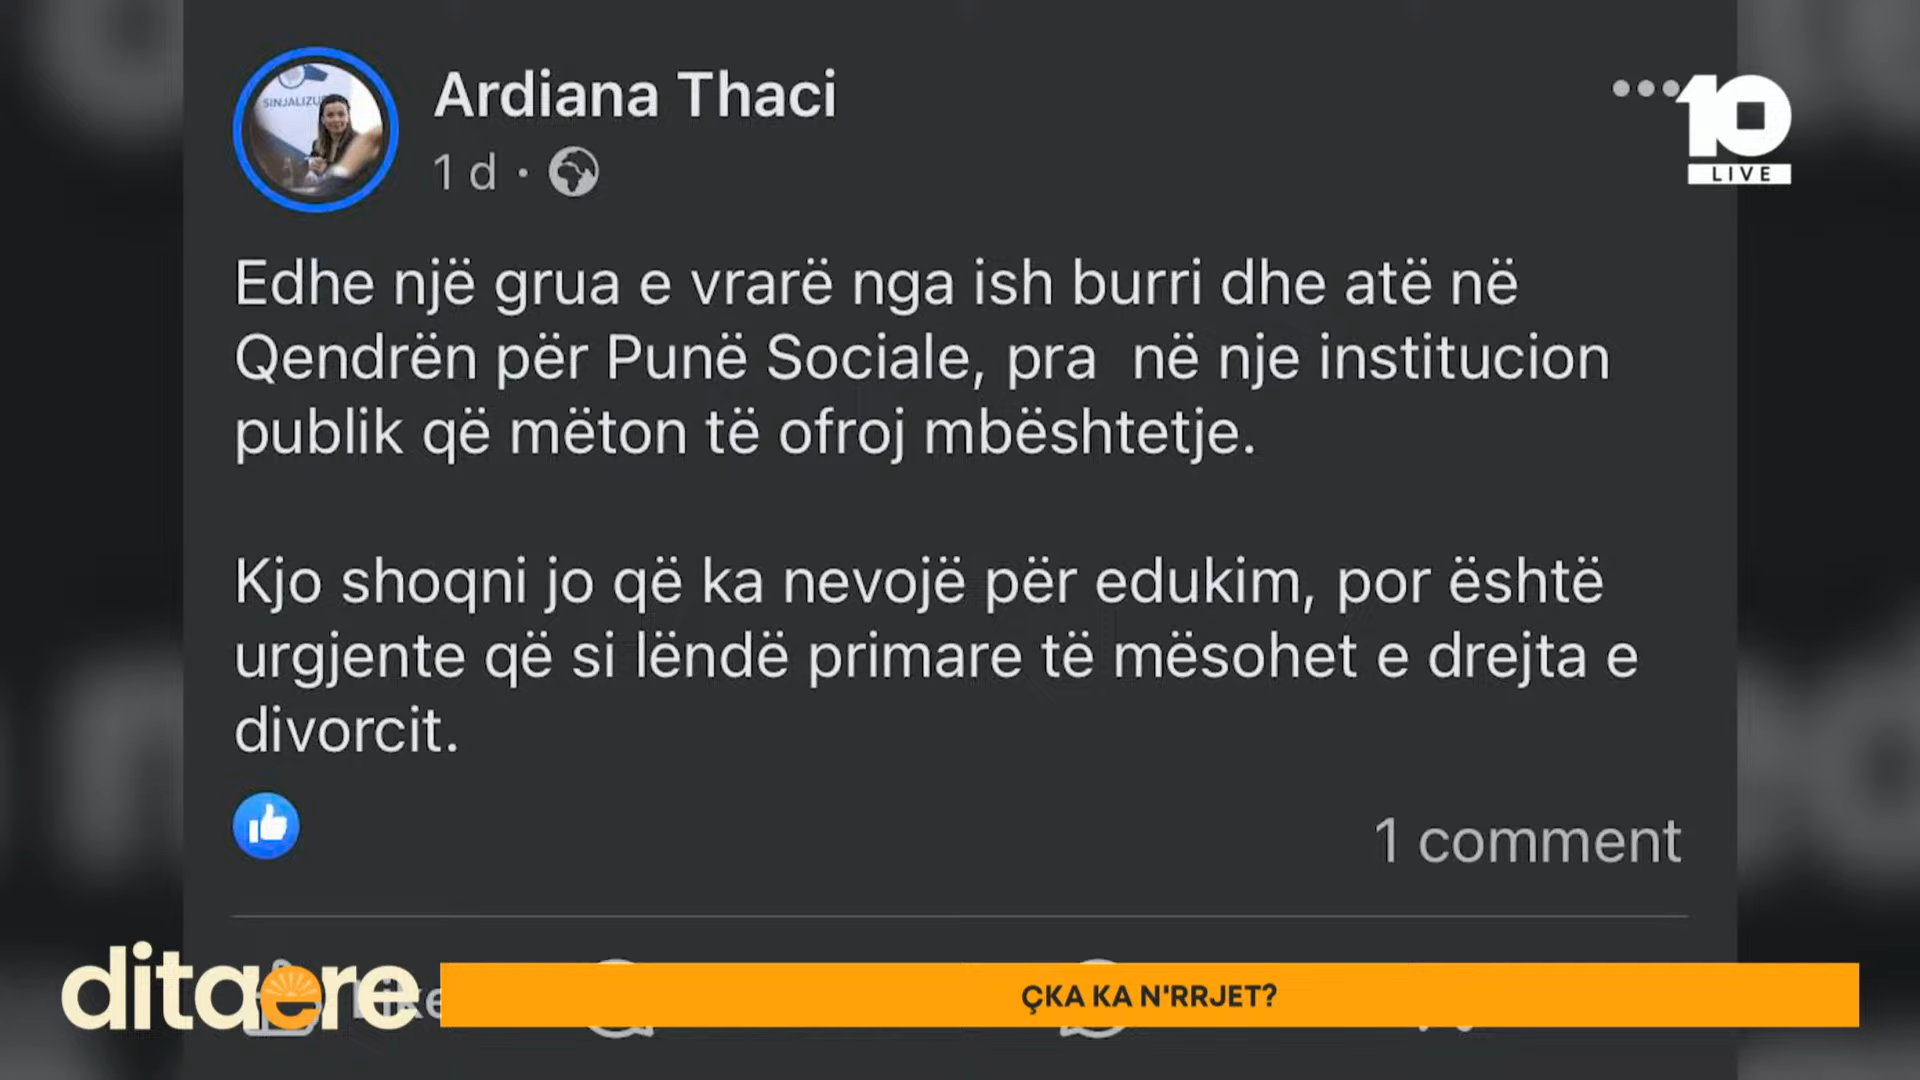 Ardiana Thaci
1 d
10
LIVE
Edhe një grua e vrarë nga ish burri dhe atë në
Qendrën për Punë Sociale, pra  në nje institucion
publik që mëton të ofroj mbështetje.
Kjo shoqni jo që ka nevojë për edukim, por është
urgjente që si lëndë primare të mësohet e drejta e
divorcit.
1 comment
ditaere
ÇKA KA N'RRJET?